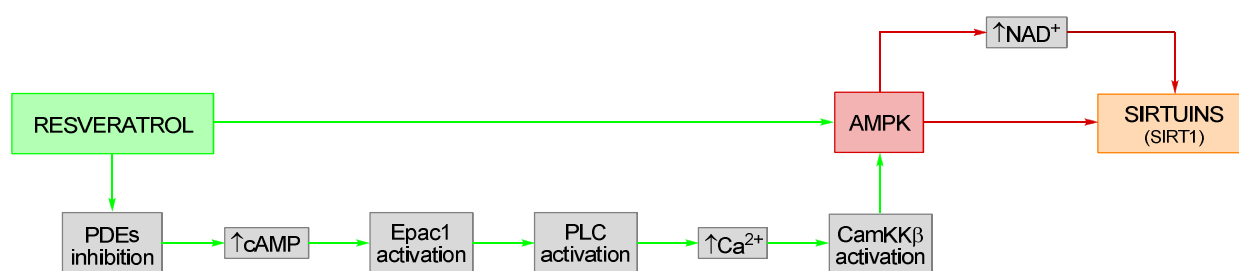 ↑NAD⁺
RESVERATROL
AMPK
SIRTUINS
(SIRT1)
PDEs
inhibition
↑cAMP
Epac1
activation
PLC
activation
↑Ca²⁺
CamKKβ
activation